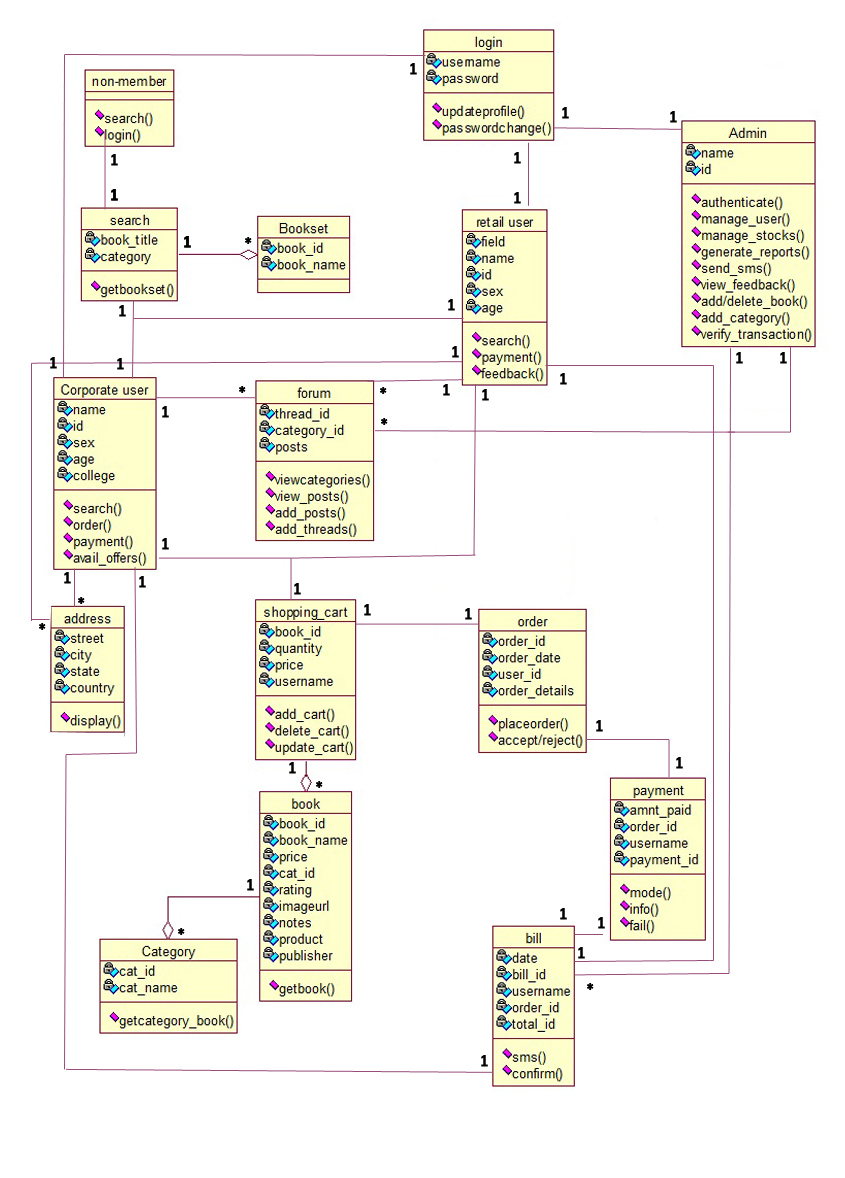 login
username
password
updateprofile()
passwordchange()
1
1
1
1
1
non-member
search()
login()
1
1
Admin
name
id
authenticate()
manage_user()
manage_stocks()
generate_reports()
send_sms()
view_feedback()
add/delete_book()
add_category()
verify_transaction()
1
1
search
book_title
category
getbookset()
1
*
1
Bookset
book_id
book_name
retail user
field
name
id
sex
age
search()
payment()
feedback()
1
1
1
1
1
1
1
Corporate user
name
id
sex
age
college
search()
order()
payment()
avail_offers()
1
*
1
1
1
forum
thread_id
category_id
posts
viewcategories()
view_posts()
add_posts()
add_threads()
*
*
address
street
city
state
country
display()
*
*
shopping_cart
book_id
quantity
price
username
add_cart()
delete_cart()
update_cart()
1
1
1
1
*
order
order_id
order_date
user_id
order_details
placeorder()
accept/reject()
1
1
payment
amnt_paid
order_id
username
payment_id
mode()
info()
fail()
1
book
book_id
book_name
price
cat_id
rating
imageurl
notes
product
publisher
getbook()
1
*
Category
cat_id
cat_name
getcategory_book()
bill
date
bill_id
username
order_id
total_id
sms()
confirm()
1
1
*
1